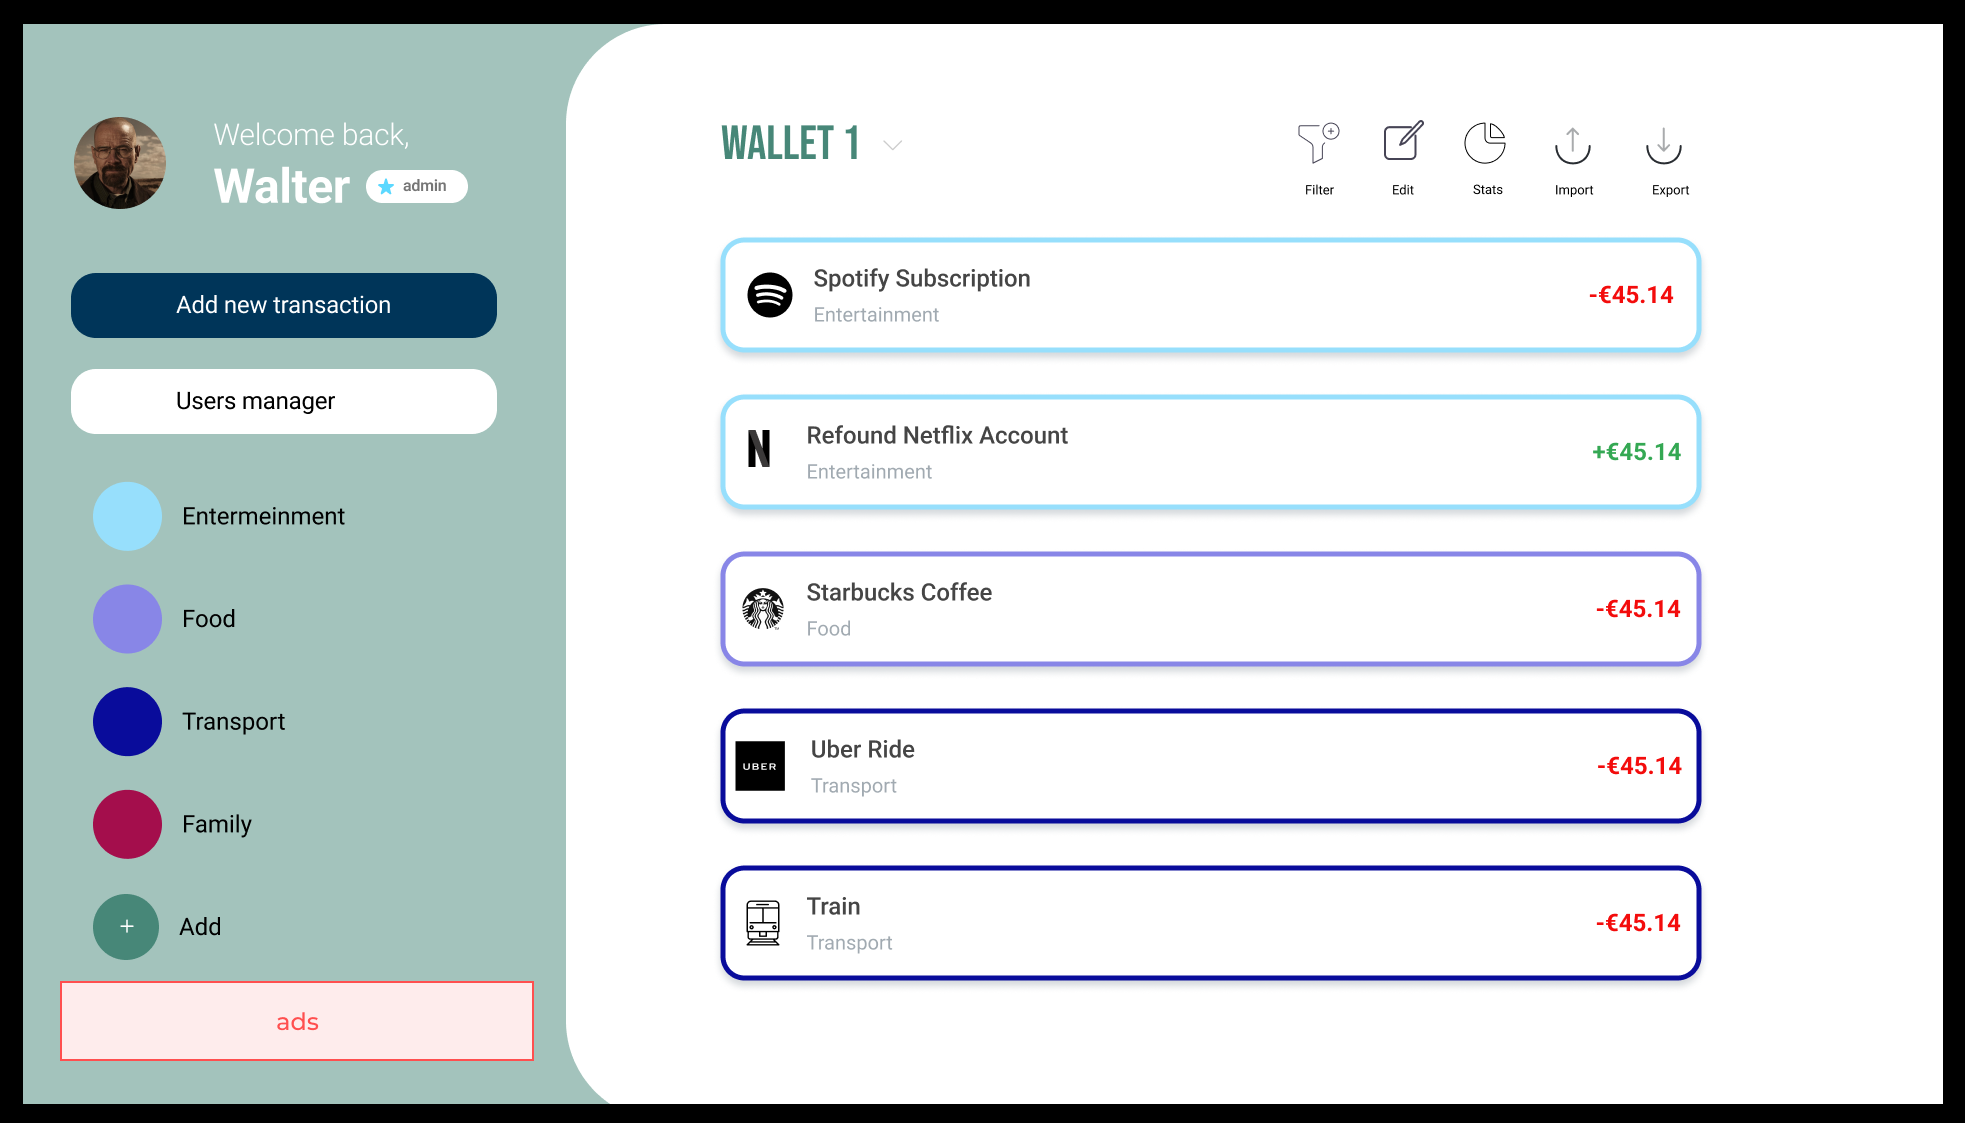 Welcome back,
Walter
admin
Add new transaction
Users manager
Entermeinment
Food
Transport
Family
+ Add
ads
WALLET 1
Filter
Edit
Stats
Import
Export
Spotify Subscription
Entertainment
-€45.14
N
Refound Netflix Account
Entertainment
+€45.14
Starbucks Coffee
Food
-€45.14
UBER
Uber Ride
Transport
-€45.14
Train
Transport
-€45.14